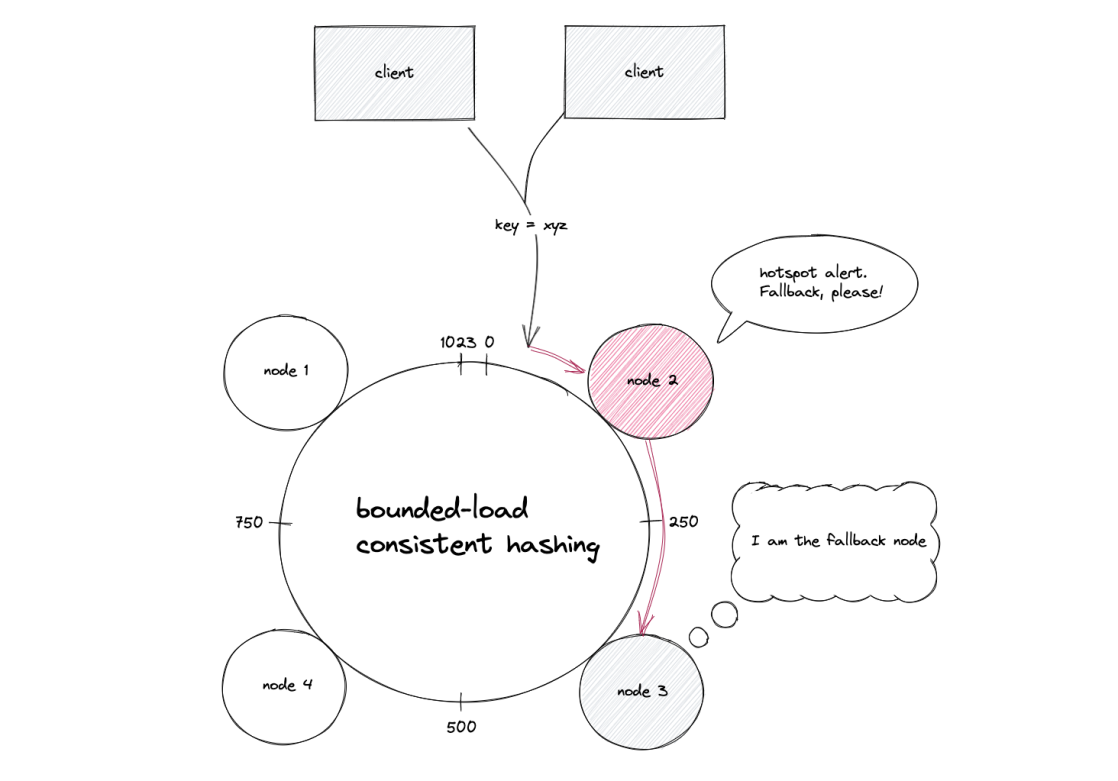 client
client
key = xyz
hotspot alert.
Fallback, please!
1023 0
node 1
node 2
bounded-load
consistent hashing
750
250
I am the fallback node
node 4
node 3
500